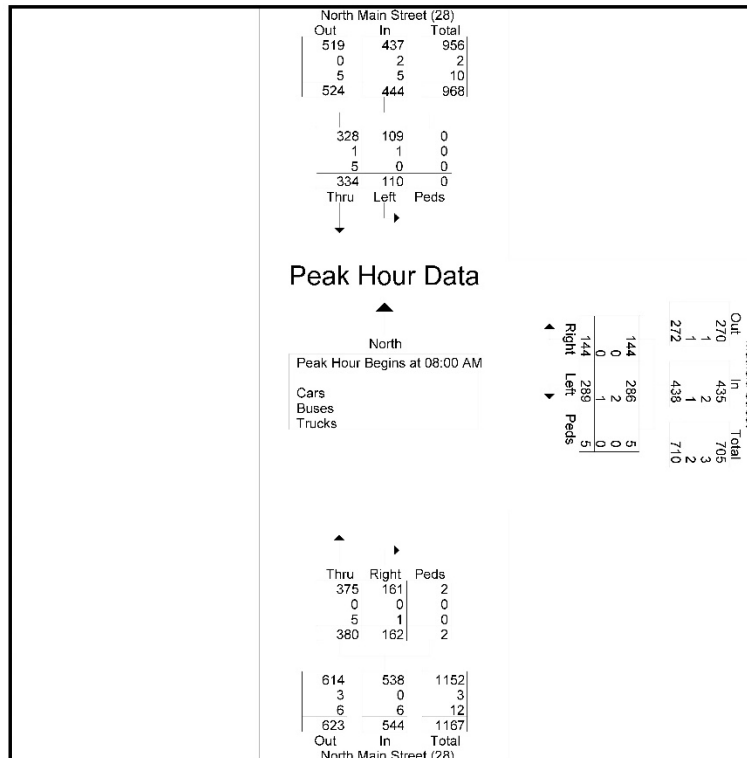 North Main Street (28)
Out In Total
519 437 956
0 2 2
5 5 10
524 444 968
328 109 0
1 1 0
5 0 0
334 110 0
Thru Left Peds
Peak Hour Data
North
Peak Hour Begins at 08:00 AM
Cars
Buses
Trucks
Out In Total
270 435 705
1 2 3
1 1 2
272 438 710
144 286 5
0 2 0
0 1 0
144 289 5
Right Left Peds
Thru Right Peds
375 161 2
0 0 0
5 1 0
380 162 2
614 538 1152
3 0 3
6 6 12
623 544 1167
Out In Total
North Main Street (28)